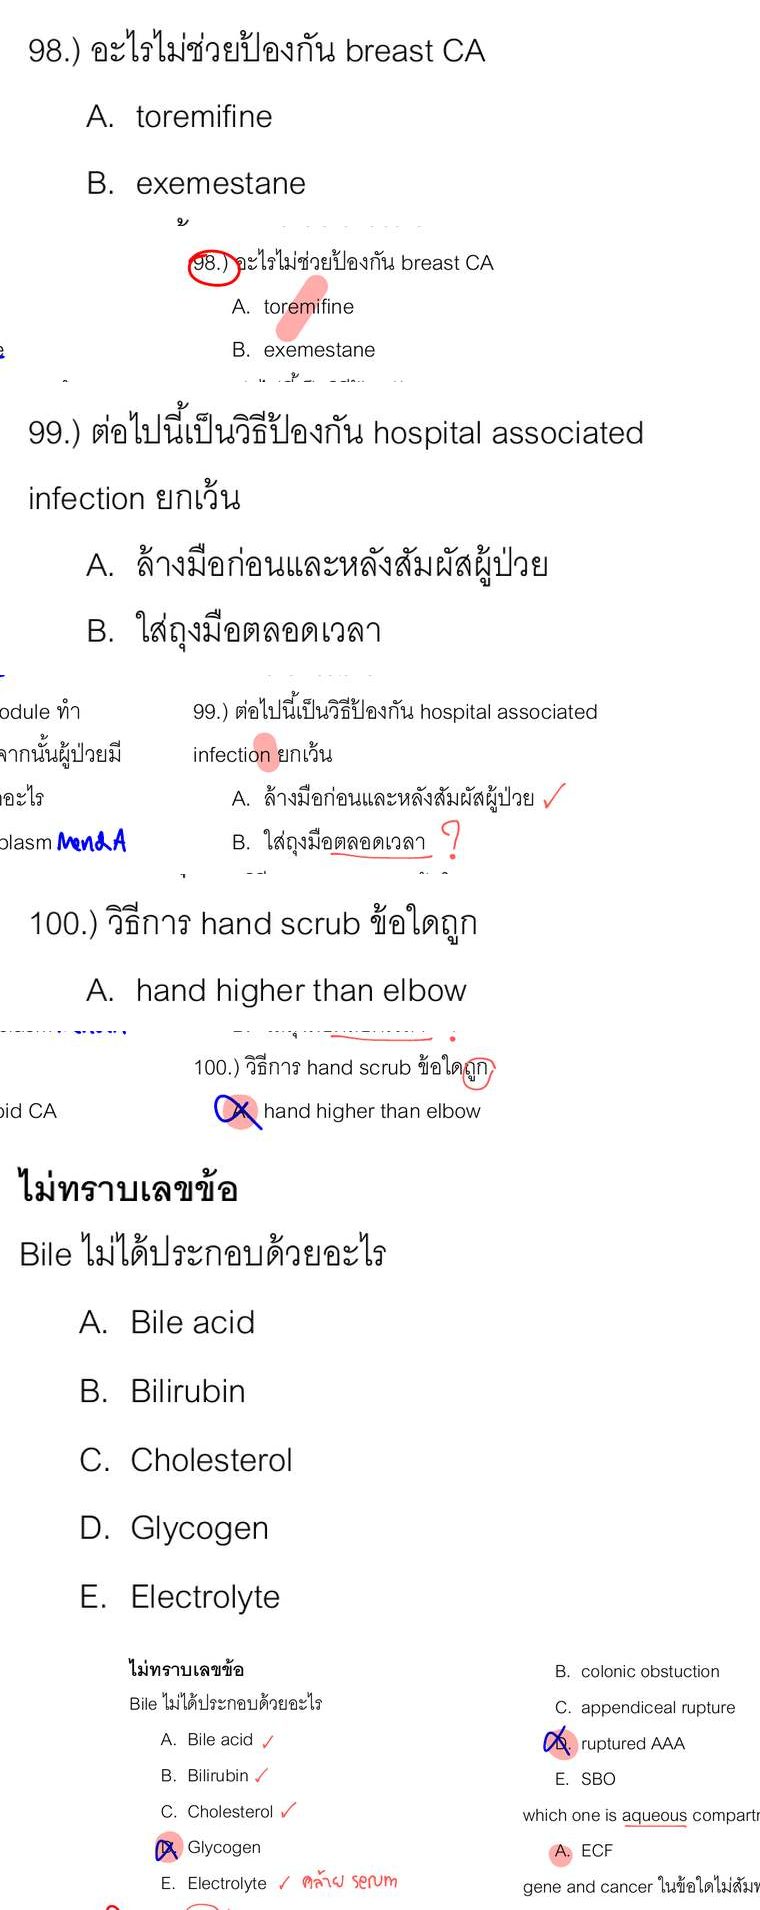 98.) อะไรไม่ช่วยป้องกัน breast CA
A. toremifine
B. exemestane
98.) อะไรไม่ช่วยป้องกัน breast CA
A. toremifine
B. exemestane
99.) ต่อไปนี้เป็นวิธีป้องกัน hospital associated
infection ยกเว้น
A. ล้างมือก่อนและหลังสัมผัสผู้ป่วย
B. ใส่ถุงมือตลอดเวลา
odule ทำ
99.) ต่อไปนี้เป็นวิธีป้องกัน hospital associated
จากนั้นผู้ป่วยมี
infection ยกเว้น
อะไร
A. ล้างมือก่อนและหลังสัมผัสผู้ป่วย ✓
plasm MendA
B. ใส่ถุงมือตลอดเวลา ?
100.) วิธีการ hand scrub ข้อใดถูก
A. hand higher than elbow
100.) วิธีการ hand scrub ข้อใดถูก
oid CA
A. hand higher than elbow
ไม่ทราบเลขข้อ
Bile ไม่ได้ประกอบด้วยอะไร
A. Bile acid
B. Bilirubin
C. Cholesterol
D. Glycogen
E. Electrolyte
ไม่ทราบเลขข้อ
Bile ไม่ได้ประกอบด้วยอะไร
A. Bile acid ✓
B. Bilirubin ✓
C. Cholesterol ✓
D. Glycogen
E. Electrolyte ✓ คล้าย serum
B. colonic obstuction
C. appendiceal rupture
D. ruptured AAA
E. SBO
which one is aqueous compart
A. ECF
gene and cancer ในข้อใดไม่สัม